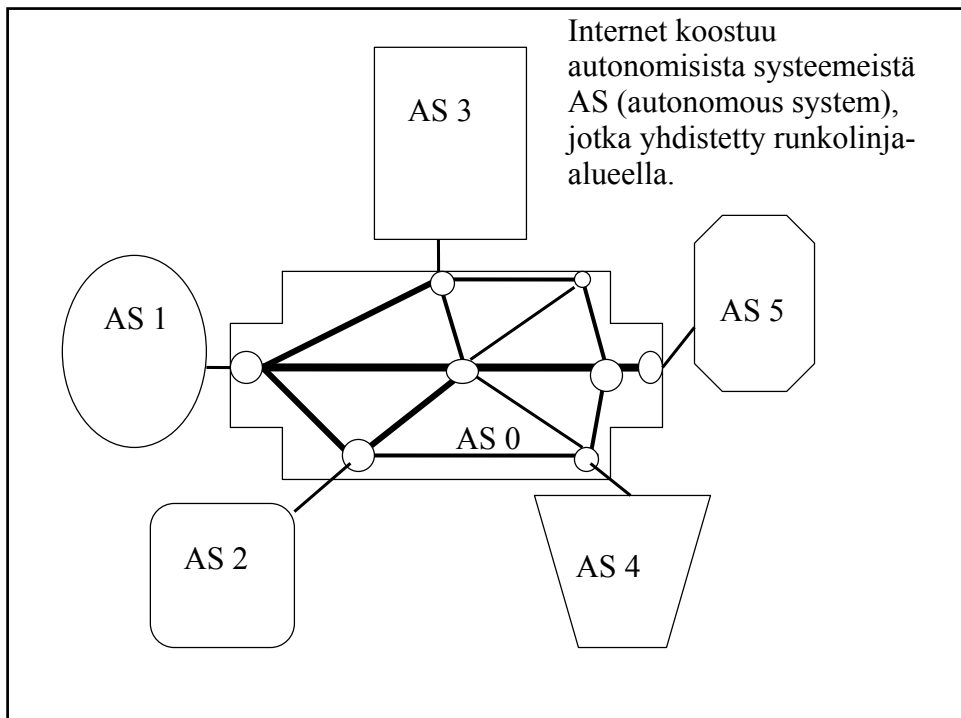 Internet koostuu
autonomisista systeemeistä
AS (autonomous system),
jotka yhdistetty runkolinja-
alueella.
AS 3
AS 1
AS 5
AS 0
AS 2
AS 4